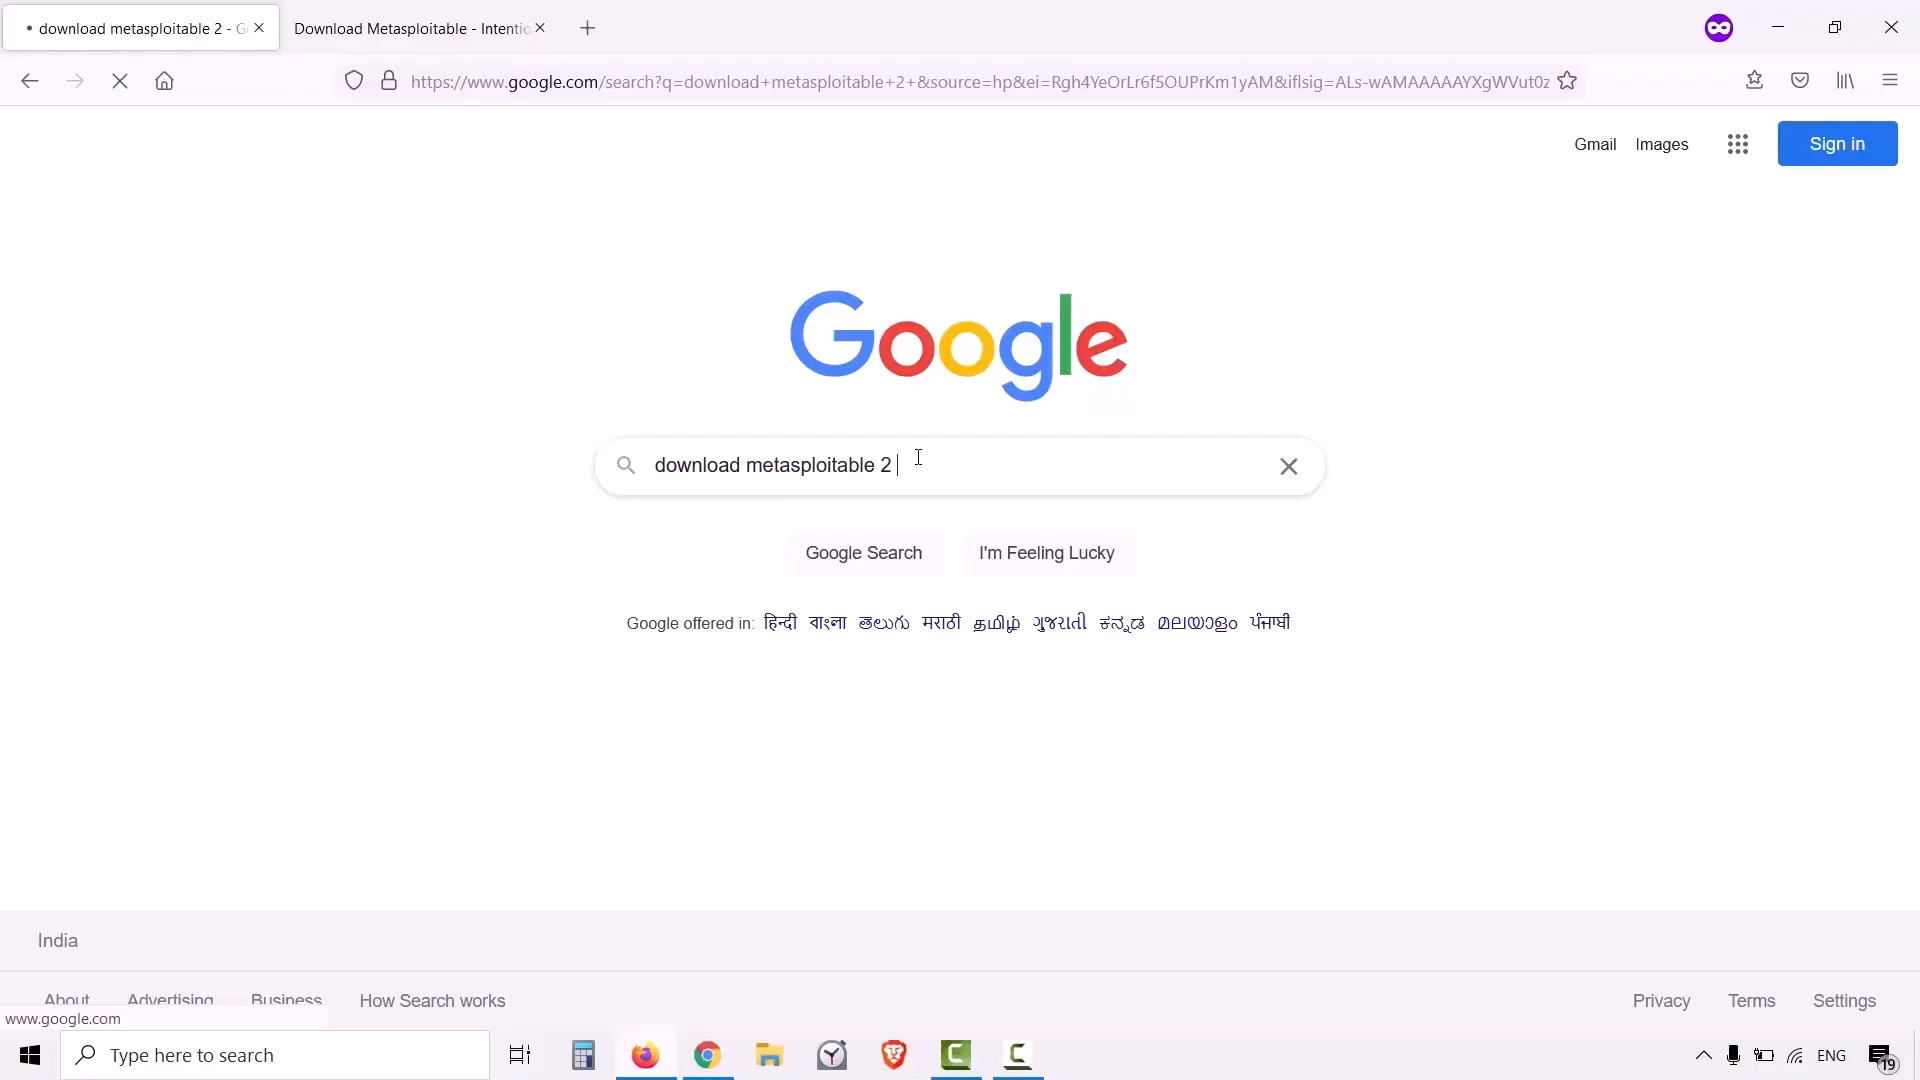 download metasploitable 2 - G
Download Metasploitable - Intentio
https://www.google.com/search?q=download+metasploitable+2+&source=hp&ei=Rgh4YeOrLr6f5OUPrKm1yAM&iflsig=ALs-wAMAAAAAYXgWVut0z
Gmail Images Sign in
Google
download metasploitable 2
Google Search I'm Feeling Lucky
Google offered in: हिन्दी বাংলা తెలుగు मराठी தமிழ் ગુજરાતી ಕನ್ನಡ മലയാളം ਪੰਜਾਬੀ
India
About Advertising Business How Search works Privacy Terms Settings
www.google.com
Type here to search ENG 19